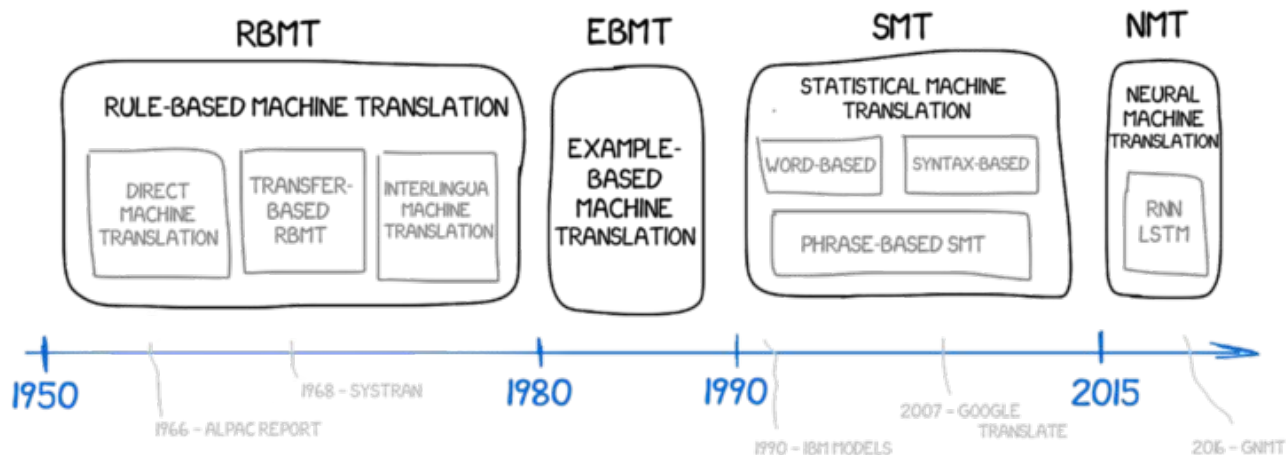 RBMT
EBMT
SMT
NMT
RULE-BASED MACHINE TRANSLATION
DIRECT
MACHINE
TRANSLATION
TRANSFER-
BASED
RBMT
INTERLINGUA
MACHINE
TRANSLATION
EXAMPLE-
BASED
MACHINE
TRANSLATION
STATISTICAL MACHINE
TRANSLATION
WORD-BASED
SYNTAX-BASED
PHRASE-BASED SMT
NEURAL
MACHINE
TRANSLATION
RNN
LSTM
1950
1980
1990
2015
1966 - ALPAC REPORT
1968 - SYSTRAN
1990 - IBM MODELS
2007 - GOOGLE
TRANSLATE
2016 - GNMT